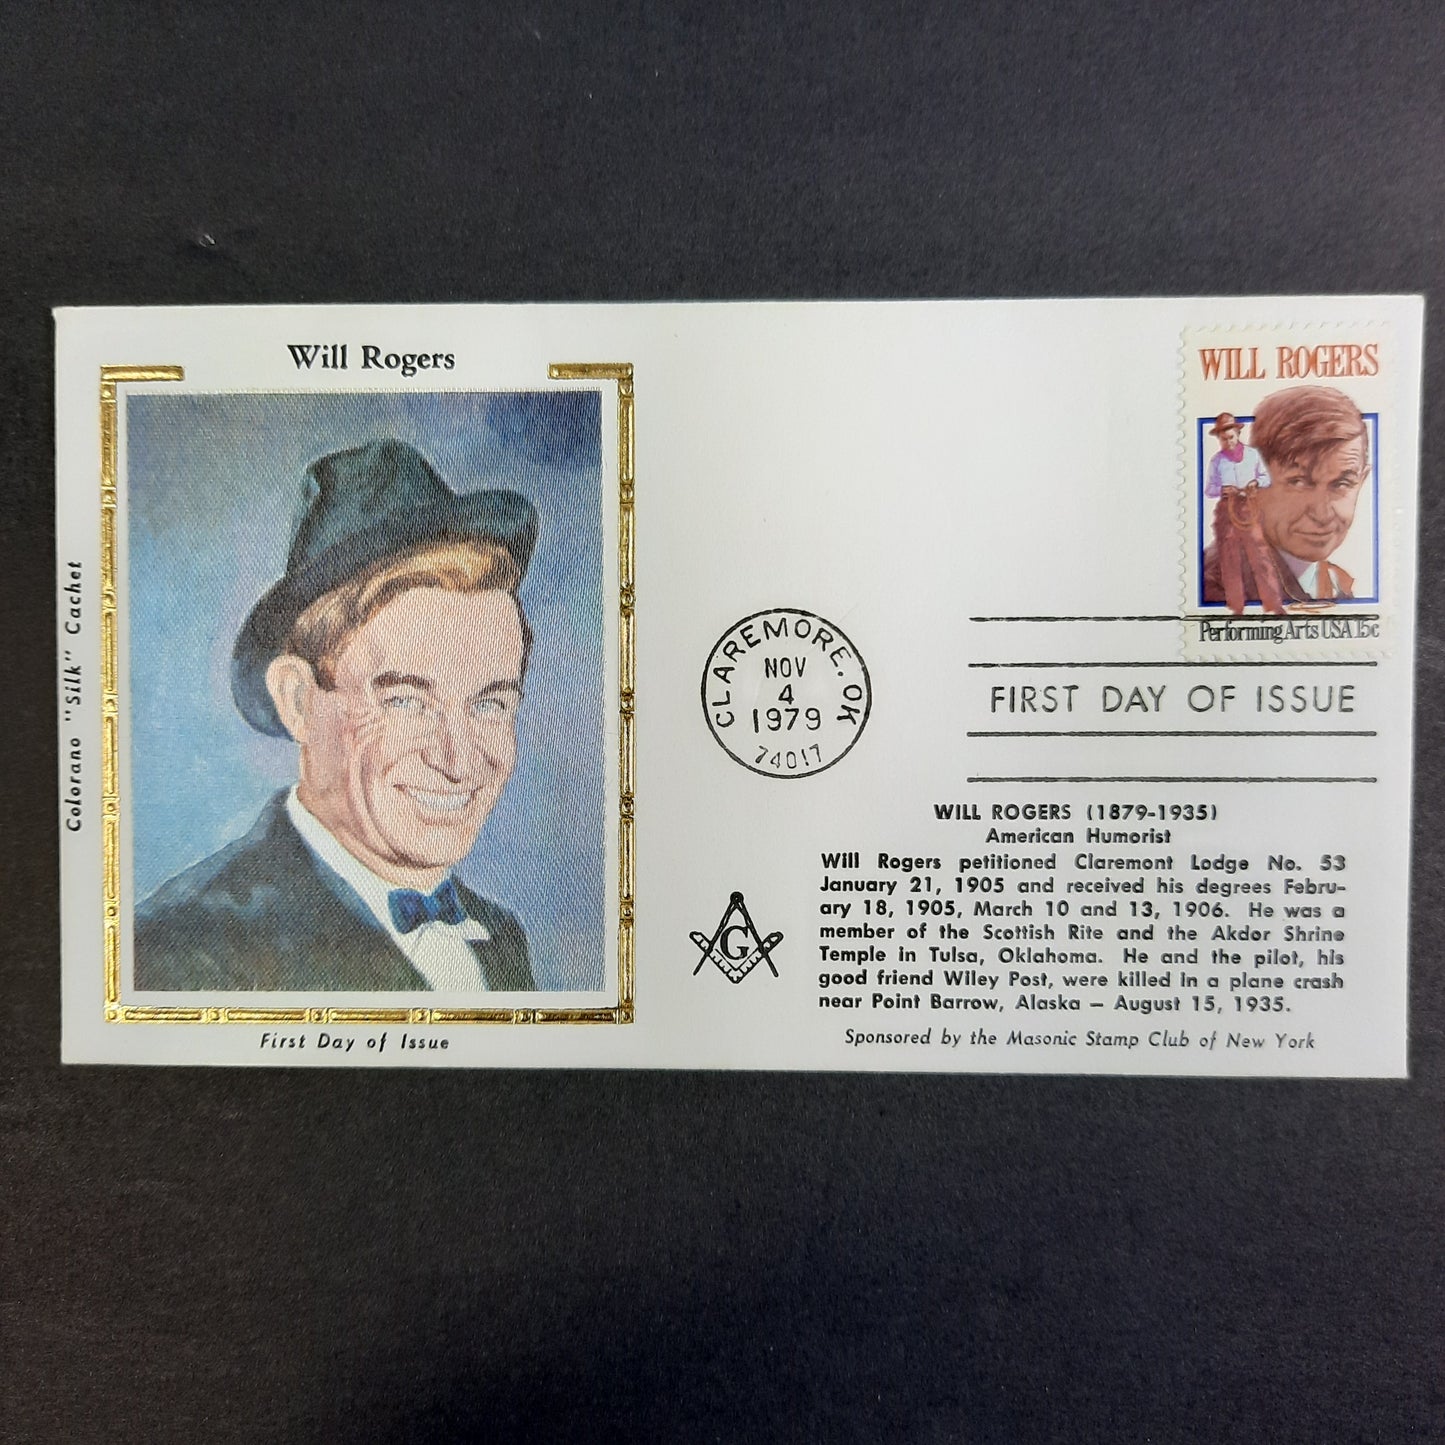 Will Rogers
Colorano "Silk" Cachet
First Day of Issue
WILL ROGERS
Performing Arts USA 15c
CLAREMORE, OK
NOV
4
1979
74017
FIRST DAY OF ISSUE
WILL ROGERS (1879-1935)
American Humorist
Will Rogers petitioned Claremont Lodge No. 53
January 21, 1905 and received his degrees Febru-
ary 18, 1905, March 10 and 13, 1906. He was a
member of the Scottish Rite and the Akdor Shrine
Temple in Tulsa, Oklahoma. He and the pilot, his
good friend Wiley Post, were killed in a plane crash
near Point Barrow, Alaska – August 15, 1935.
G
Sponsored by the Masonic Stamp Club of New York